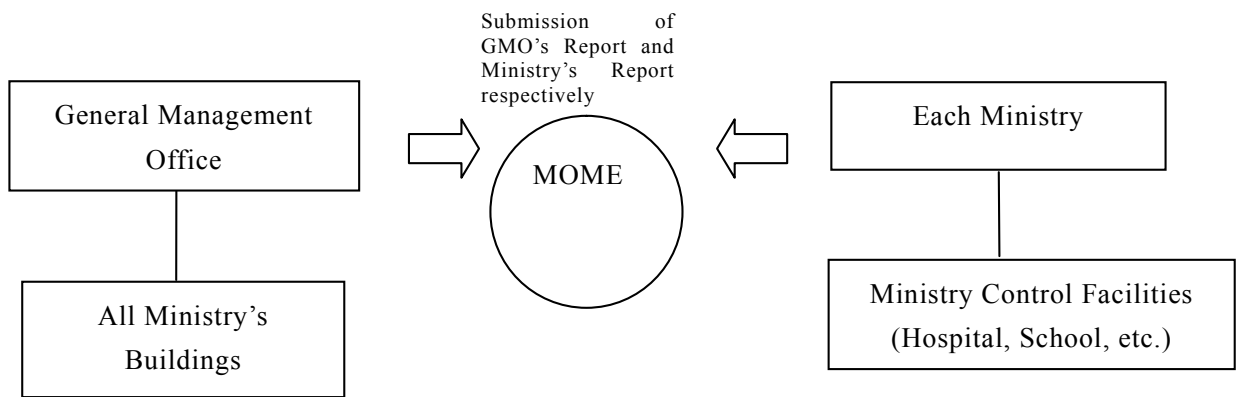 Submission of
GMO’s Report and
Ministry’s Report
respectively
General Management
Office
MOME
Each Ministry
All Ministry’s
Buildings
Ministry Control Facilities
(Hospital, School, etc.)